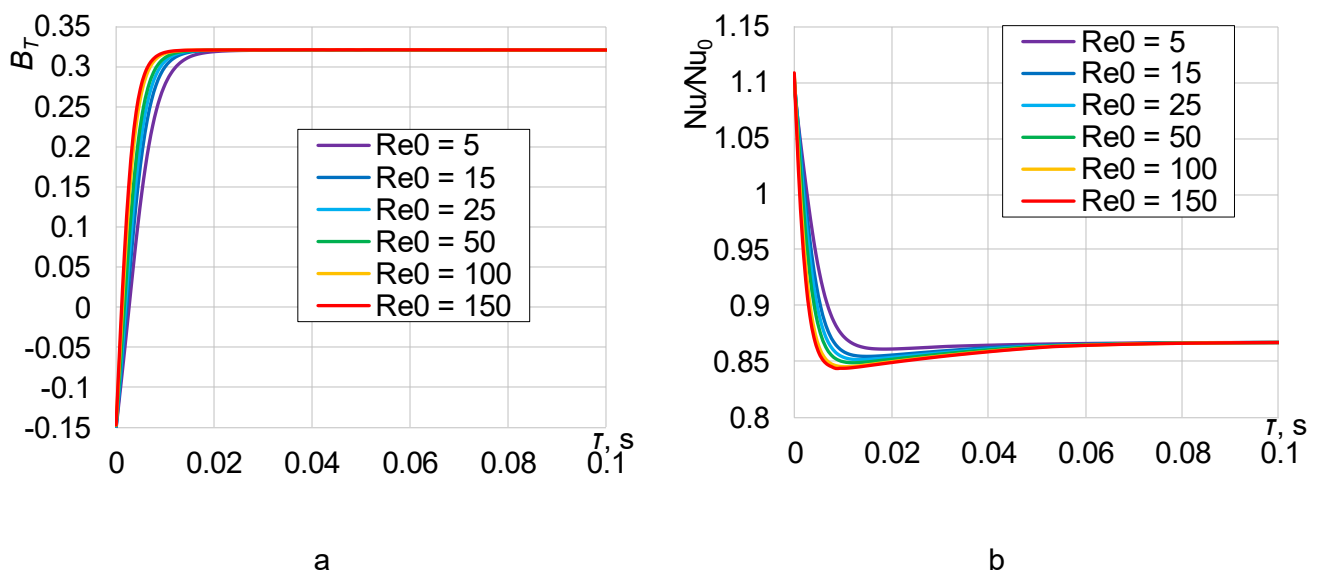 0.35
0.3
0.25
0.2
0.15
0.1
0.05
0
-0.05
-0.1
-0.15
B_T
Re0 = 5
Re0 = 15
Re0 = 25
Re0 = 50
Re0 = 100
Re0 = 150
τ, s
0 0.02 0.04 0.06 0.08 0.1
a
1.15
1.1
1.05
1
0.95
0.9
0.85
0.8
Nu/Nu₀
Re0 = 5
Re0 = 15
Re0 = 25
Re0 = 50
Re0 = 100
Re0 = 150
τ, s
0 0.02 0.04 0.06 0.08 0.1
b